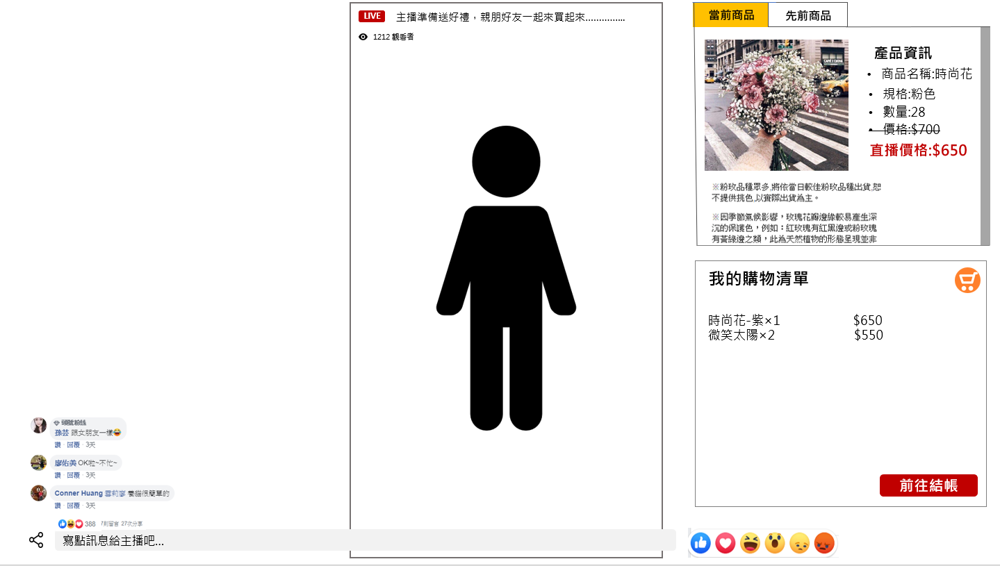 LIVE 主播準備送好禮，親朋好友一起來買起來...............
1212 觀看者
當前商品 先前商品
產品資訊
• 商品名稱:時尚花
• 規格:粉色
• 數量:28
• 價格:$700
直播價格:$650
※粉玫品種眾多,將依當日較佳粉玫品種出貨,恕
不提供挑色,以實際出貨為主。
※因季節氣候影響，玫瑰花瓣邊緣較易產生深
沉的保護色，例如：紅玫瑰有紅黑邊或粉玫瑰
有黃綠邊之類，此為天然植物的形態呈現並非
我的購物清單
時尚花-紫×1 $650
微笑太陽×2 $550
前往結帳
頭號粉絲
孫芸 跟女朋友一樣
讚 · 回覆 · 3天
廖佑美 OK啦~不忙~
讚 · 回覆 · 3天
Conner Huang 雪莉廖 養貓很簡單的
讚 · 回覆 · 3天
388 則留言 27次分享
寫點訊息給主播吧...